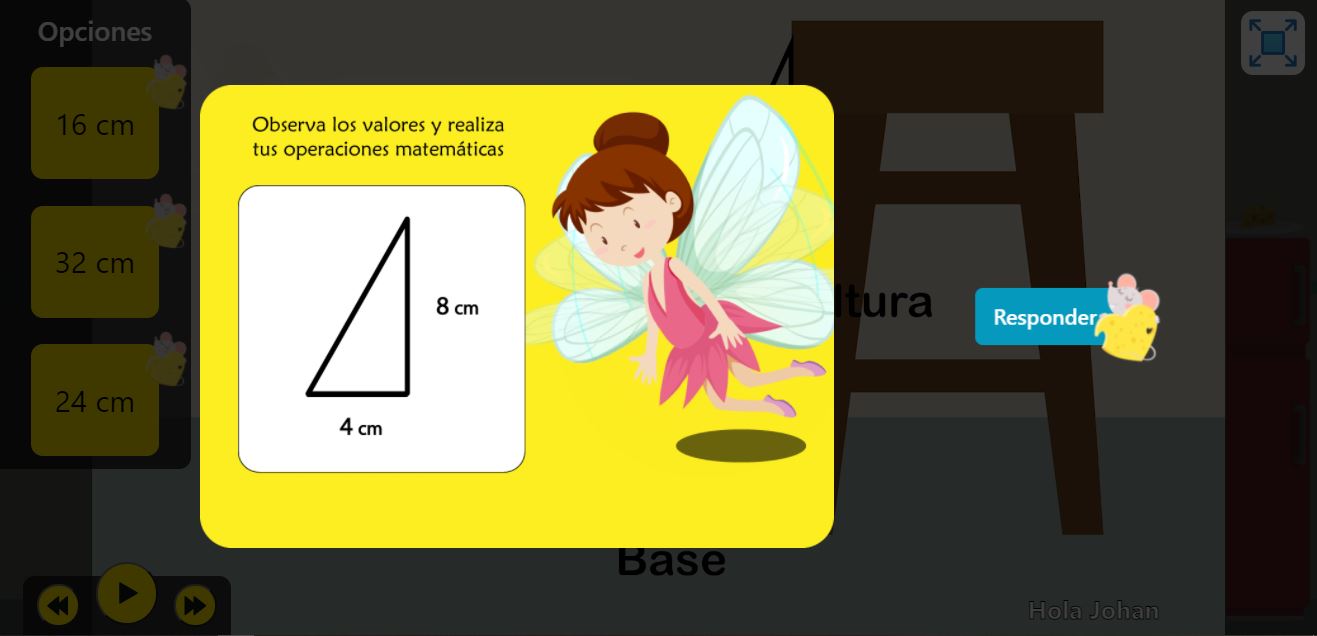 Opciones
16 cm
32 cm
24 cm
Observa los valores y realiza
tus operaciones matemáticas
8 cm
4 cm
ltura
Responder
Base
Hola Johan